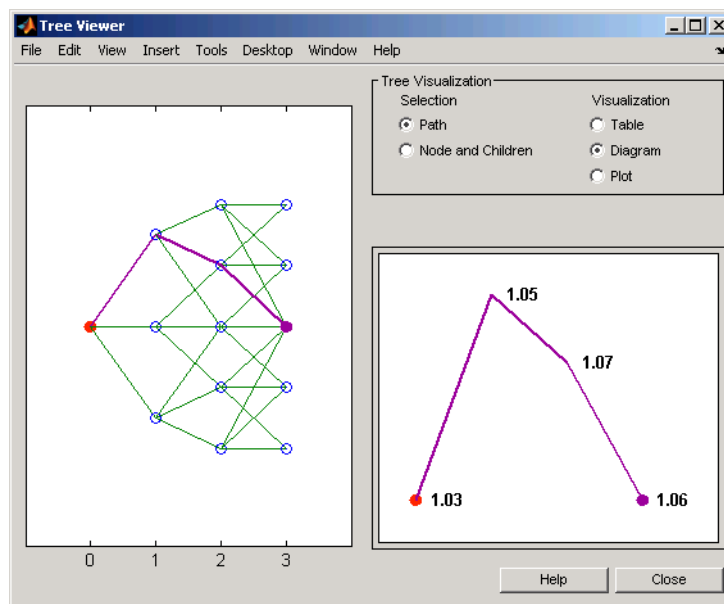 Tree Viewer
File Edit View Insert Tools Desktop Window Help
Tree Visualization
Selection Visualization
Path Table
Node and Children Diagram
Plot
1.05
1.07
1.03 1.06
0 1 2 3
Help Close